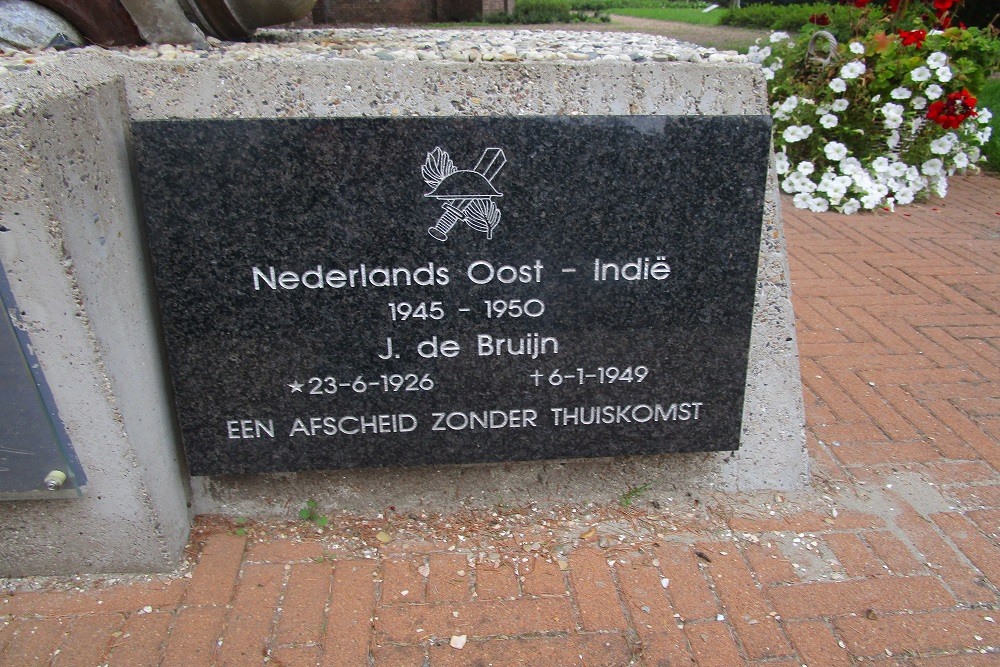 Nederlands Oost - Indië
1945 - 1950
J. de Bruijn
★23-6-1926 †6-1-1949
EEN AFSCHEID ZONDER THUISKOMST